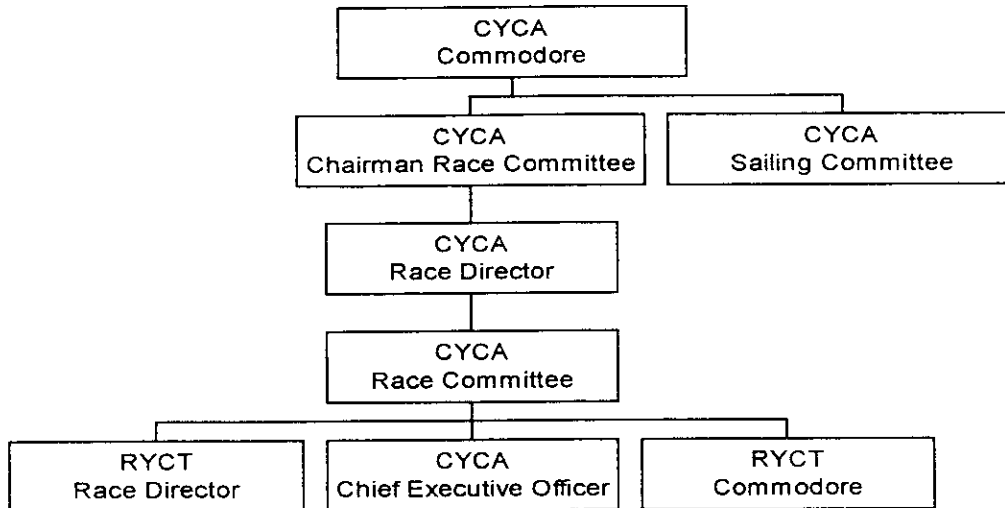 CYCA
Commodore
CYCA
Chairman Race Committee
CYCA
Sailing Committee
CYCA
Race Director
CYCA
Race Committee
RYCT
Race Director
CYCA
Chief Executive Officer
RYCT
Commodore